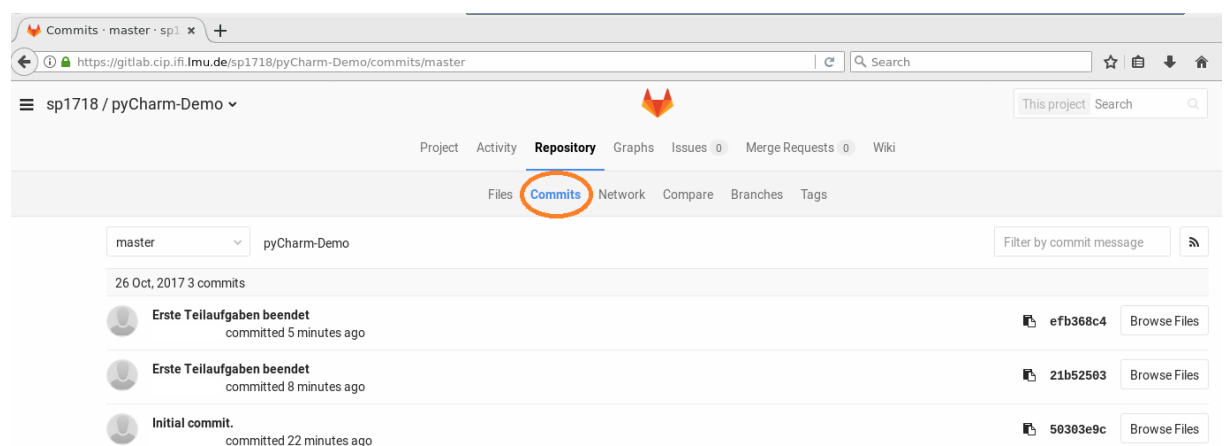 Commits · master · sp1
https://gitlab.cip.ifi.lmu.de/sp1718/pyCharm-Demo/commits/master
Search
sp1718 / pyCharm-Demo
This project Search
Project Activity Repository Graphs Issues 0 Merge Requests 0 Wiki
Files Commits Network Compare Branches Tags
master pyCharm-Demo Filter by commit message
26 Oct, 2017 3 commits
Erste Teilaufgaben beendet
committed 5 minutes ago
efb368c4 Browse Files
Erste Teilaufgaben beendet
committed 8 minutes ago
21b52503 Browse Files
Initial commit.
committed 22 minutes ago
50303e9c Browse Files